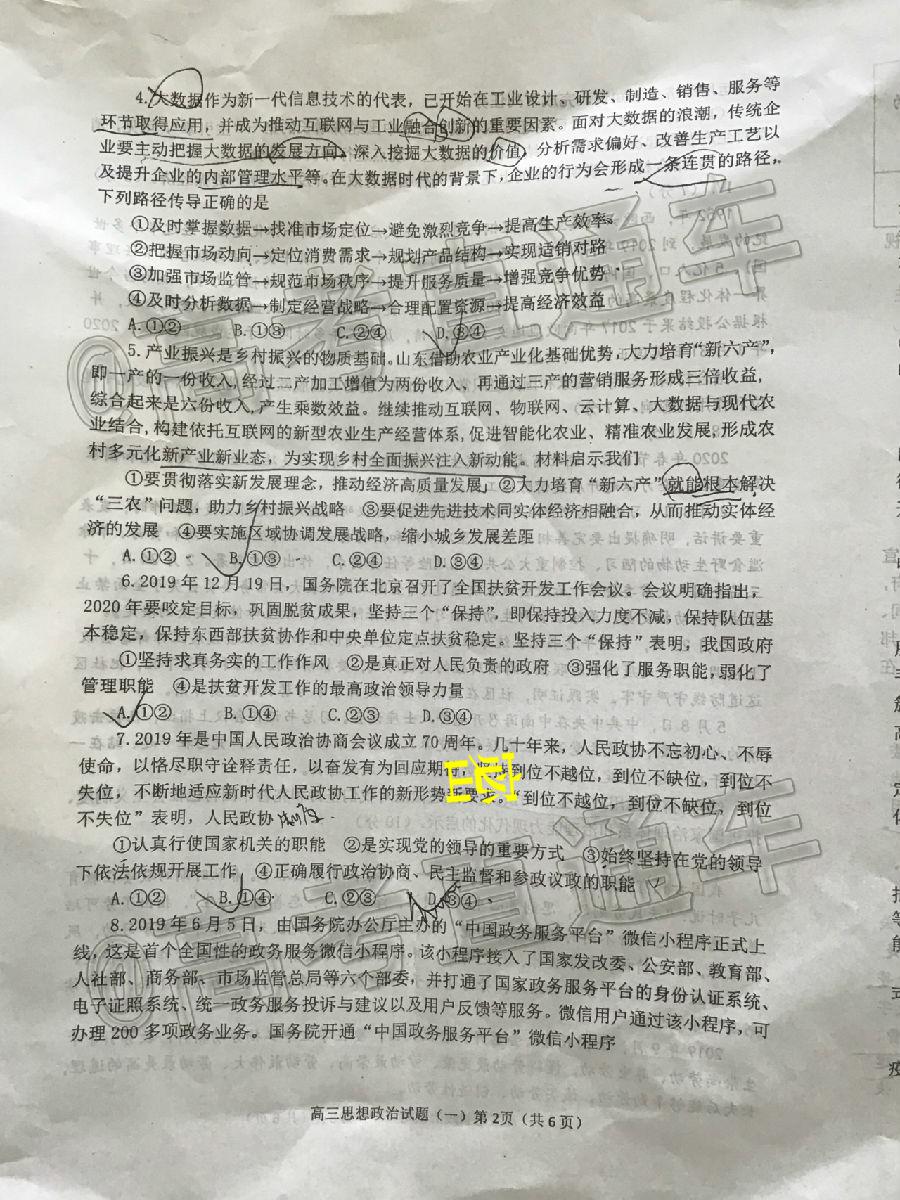 4.大数据作为新一代信息技术的代表，已开始在工业设计、研发、制造、销售、服务等
环节取得应用，并成为推动互联网与工业融合创新的重要因素。面对大数据的浪潮，传统企
业要主动把握大数据的发展方向、深入挖掘大数据的价值，分析需求偏好、改善生产工艺以
及提升企业的内部管理水平等。在大数据时代的背景下，企业的行为会形成一条连贯的路径，
下列路径传导正确的是
①及时掌握数据→找准市场定位→避免激烈竞争→提高生产效率
②把握市场动向→定位消费需求→规划产品结构→实现适销对路
③加强市场监管→规范市场秩序→提升服务质量→增强竞争优势
④及时分析数据→制定经营战略→合理配置资源→提高经济效益
A.①② B.①③ C.②④ D.③④
5.产业振兴是乡村振兴的物质基础。山东借助农业产业化基础优势，大力培育“新六产”，
即一产的一份收入，经过二产加工增值为两份收入，再通过三产的营销服务形成三倍收益，
综合起来是六份收入，产生乘数效益。继续推动互联网、物联网、云计算、大数据与现代农
业结合，构建依托互联网的新型农业生产经营体系，促进智能化农业、精准农业发展，形成农
村多元化新产业新业态，为实现乡村全面振兴注入新动能。材料启示我们
①要贯彻落实新发展理念，推动经济高质量发展 ②大力培育“新六产”就能根本解决
“三农”问题，助力乡村振兴战略 ③要促进先进技术同实体经济相融合，从而推动实体经
济的发展 ④要实施区域协调发展战略，缩小城乡发展差距
A.①② B.①③ C.②④ D.③④
6.2019年12月19日，国务院在北京召开了全国扶贫开发工作会议。会议明确指出，
2020年要咬定目标，巩固脱贫成果，坚持三个“保持”，即保持投入力度不减，保持队伍基
本稳定，保持东西部扶贫协作和中央单位定点扶贫稳定。坚持三个“保持”表明，我国政府
①坚持求真务实的工作作风 ②是真正对人民负责的政府 ③强化了服务职能，弱化了
管理职能 ④是扶贫开发工作的最高政治领导力量
A.①② B.①④ C.②③ D.③④
7.2019年是中国人民政治协商会议成立70周年。几十年来，人民政协不忘初心、不辱
使命，以恪尽职守诠释责任，以奋发有为回应期待，坚持到位不越位，到位不缺位，到位不
失位，不断地适应新时代人民政协工作的新形势新要求。“到位不越位，到位不缺位，到位
不失位”表明，人民政协
①认真行使国家机关的职能 ②是实现党的领导的重要方式 ③始终坚持在党的领导
下依法依规开展工作 ④正确履行政治协商、民主监督和参政议政的职能
A.①② B.①④ C.②③ D.③④
8.2019年6月5日，由国务院办公厅主办的“中国政务服务平台”微信小程序正式上
线，这是首个全国性的政务服务微信小程序。该小程序接入了国家发改委、公安部、教育部、
人社部、商务部、市场监管总局等六个部委，并打通了国家政务服务平台的身份认证系统、
电子证照系统、统一政务服务投诉与建议以及用户反馈等服务。微信用户通过该小程序，可
办理200多项政务业务。国务院开通“中国政务服务平台”微信小程序
高三思想政治试题（一）第2页（共6页）
@高考直通车
@高考直通车